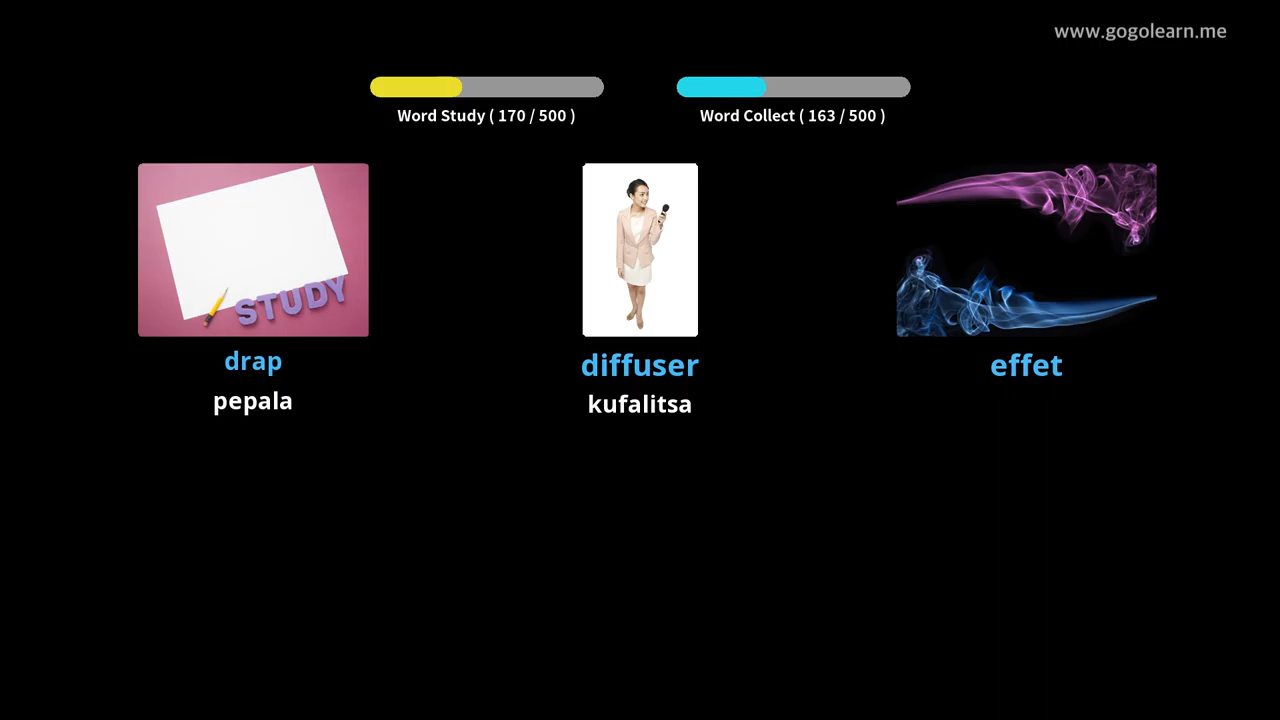 www.gogolearn.me
Word Study ( 170 / 500 )
Word Collect ( 163 / 500 )
STUDY
drap
diffuser
effet
pepala
kufalitsa